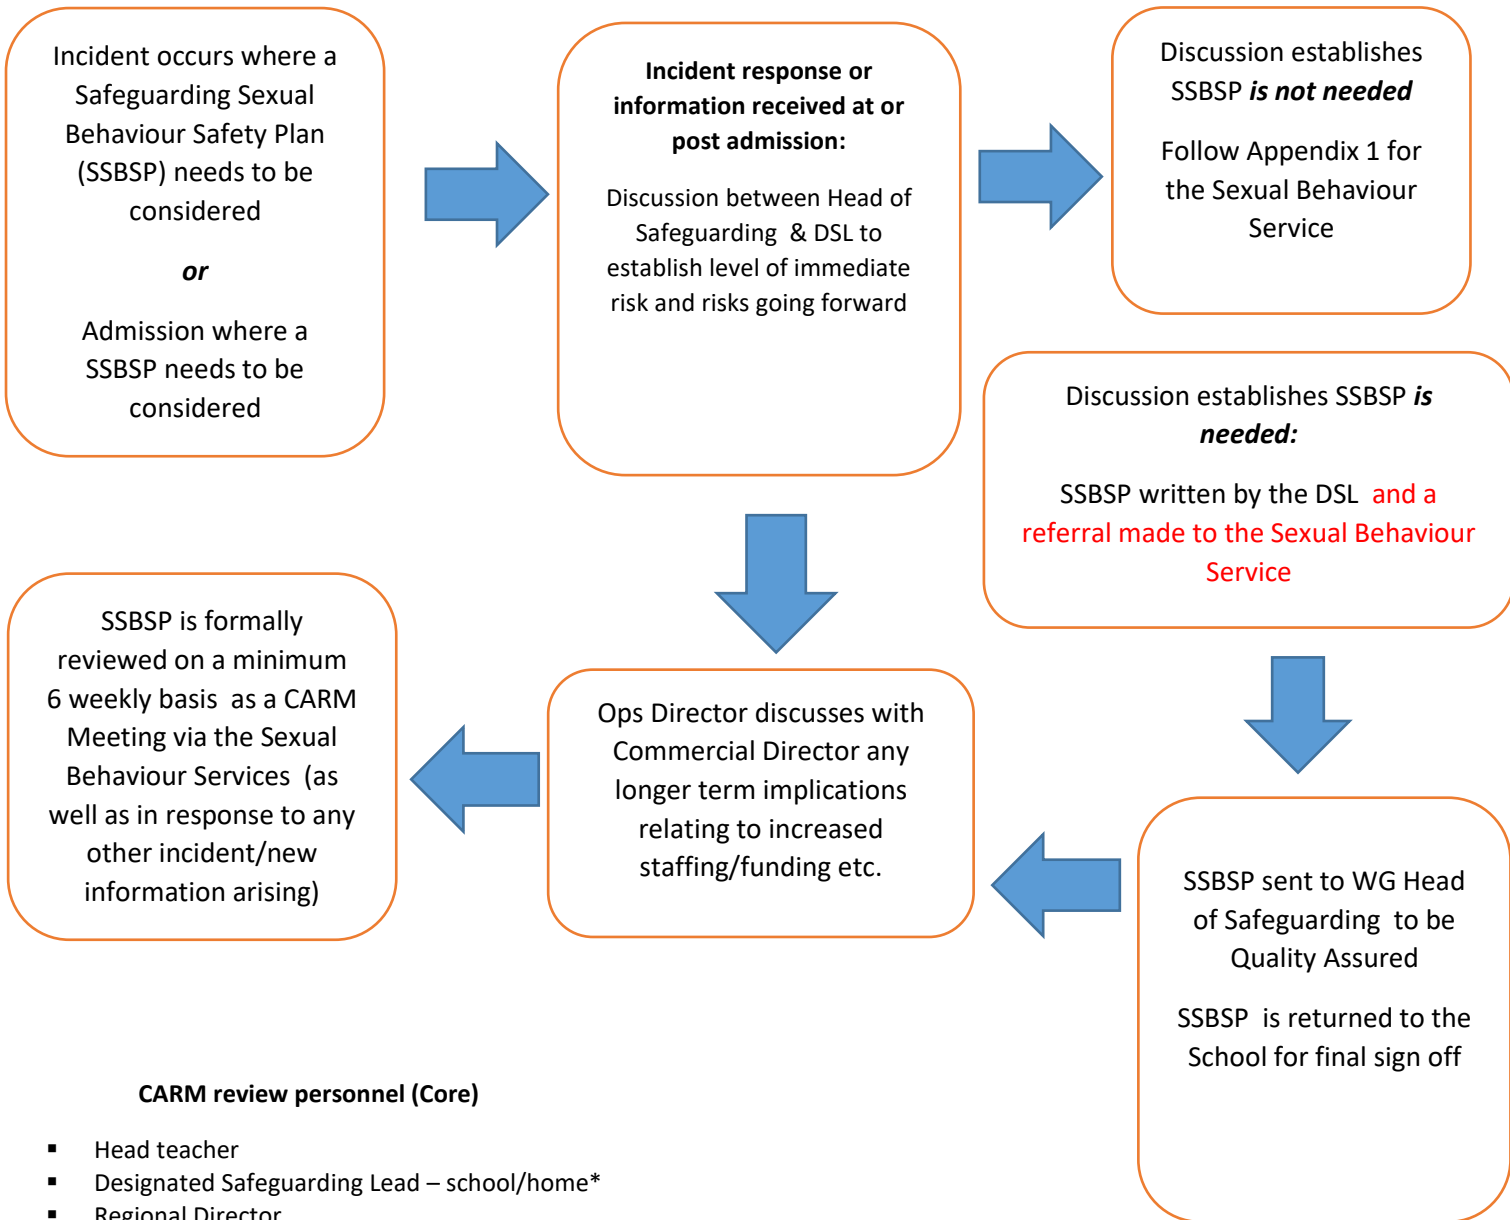 Incident occurs where a
Safeguarding Sexual
Behaviour Safety Plan
(SSBSP) needs to be
considered
or
Admission where a
SSBSP needs to be
considered
Incident response or
information received at or
post admission:
Discussion between Head of
Safeguarding & DSL to
establish level of immediate
risk and risks going forward
Discussion establishes
SSBSP is not needed
Follow Appendix 1 for
the Sexual Behaviour
Service
Discussion establishes SSBSP is
needed:
SSBSP written by the DSL and a
referral made to the Sexual Behaviour
Service
SSBSP sent to WG Head
of Safeguarding to be
Quality Assured
SSBSP is returned to the
School for final sign off
Ops Director discusses with
Commercial Director any
longer term implications
relating to increased
staffing/funding etc.
SSBSP is formally
reviewed on a minimum
6 weekly basis as a CARM
Meeting via the Sexual
Behaviour Services (as
well as in response to any
other incident/new
information arising)
CARM review personnel (Core)
▪ Head teacher
▪ Designated Safeguarding Lead – school/home*
▪ Regional Director